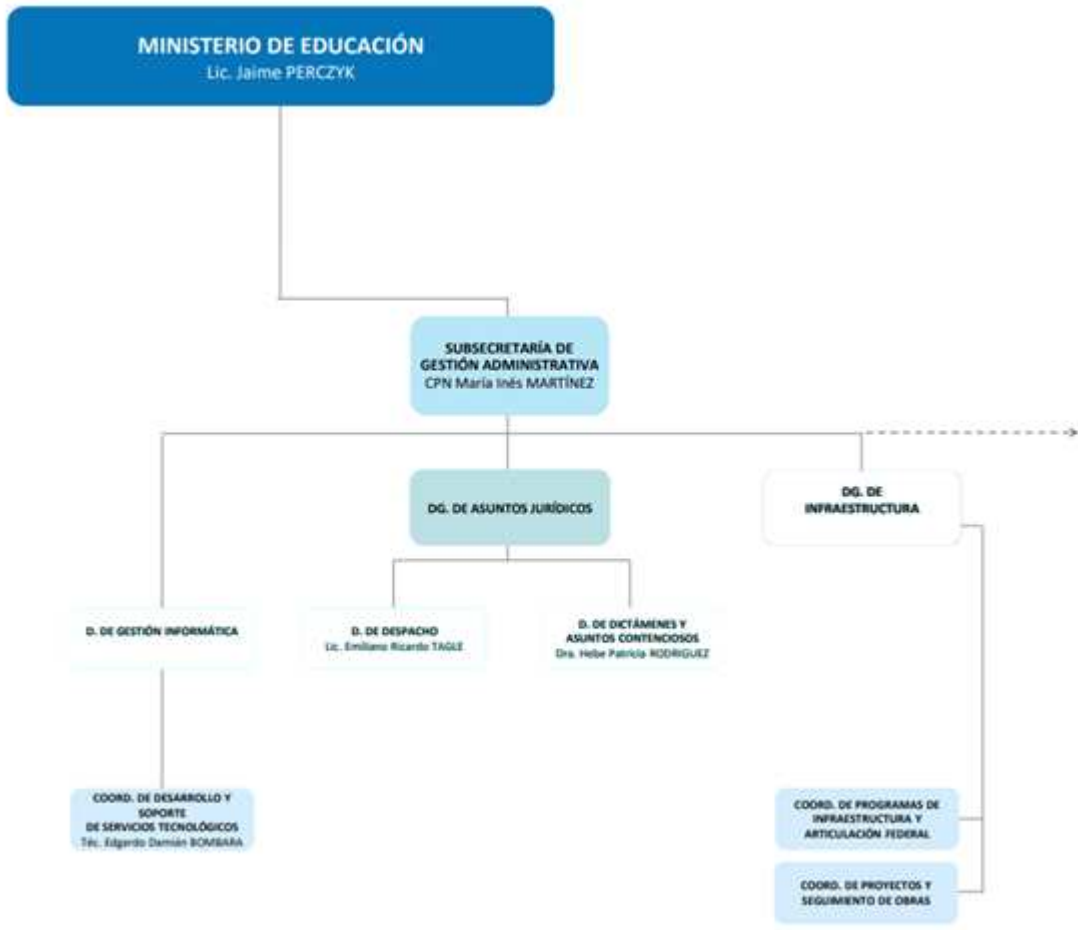 MINISTERIO DE EDUCACIÓN
Lic. Jaime PERCZYK
SUBSECRETARÍA DE
GESTIÓN ADMINISTRATIVA
CPN María Inés MARTÍNEZ
DG. DE ASUNTOS JURÍDICOS
DG. DE
INFRAESTRUCTURA
D. DE GESTIÓN INFORMÁTICA
D. DE DESPACHO
Lic. Emiliano Ricardo TAGLE
D. DE DICTÁMENES Y
ASUNTOS CONTENCIOSOS
Dra. Hebe Patricia RODRIGUEZ
COORD. DE DESARROLLO Y
SOPORTE
DE SERVICIOS TECNOLÓGICOS
Téc. Edgardo Damián BOMBARA
COORD. DE PROGRAMAS DE
INFRAESTRUCTURA Y
ARTICULACIÓN FEDERAL
COORD. DE PROYECTOS Y
SEGUIMIENTO DE OBRAS